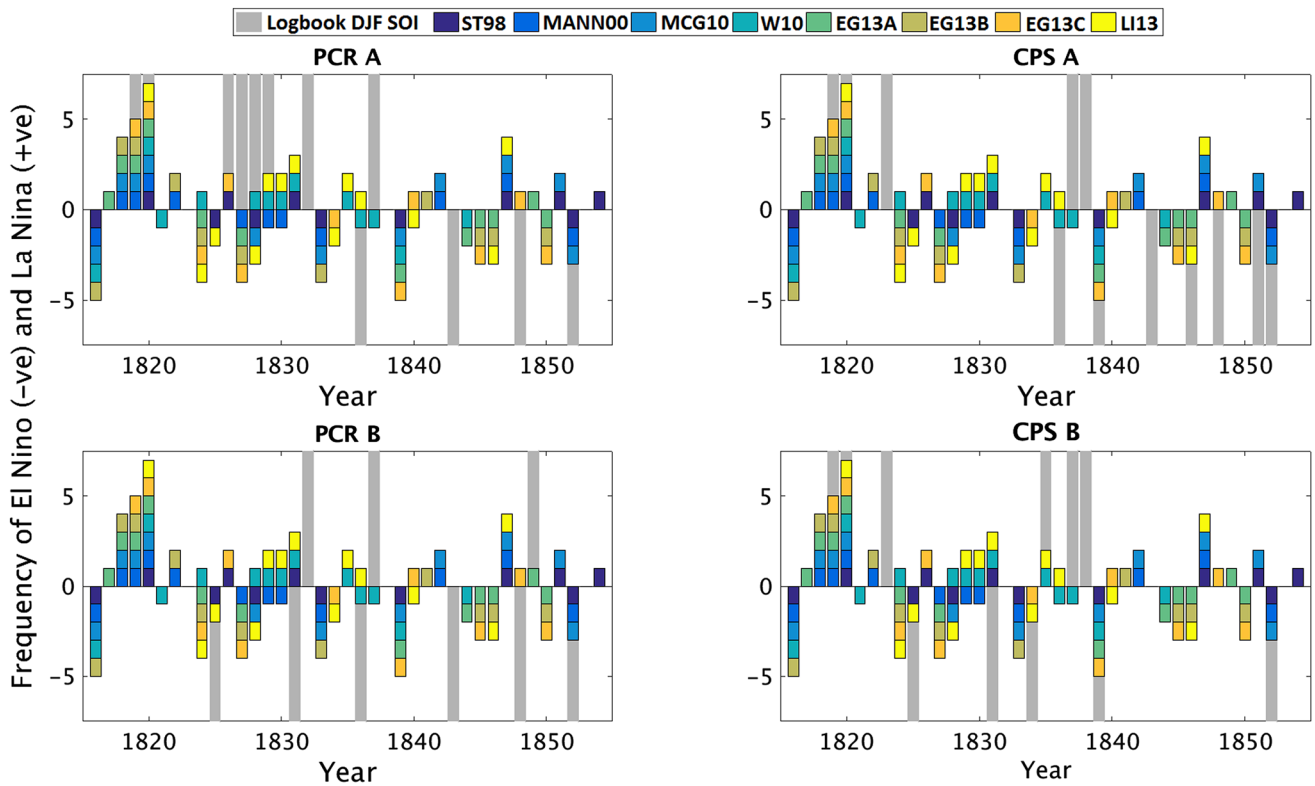 Logbook DJF SOI ST98 MANN00 MCG10 W10 EG13A EG13B EG13C LI13
Frequency of El Nino (−ve) and La Nina (+ve)
PCR A
5
0
−5
1820 1830 1840 1850
Year
CPS A
5
0
−5
1820 1830 1840 1850
Year
PCR B
5
0
−5
1820 1830 1840 1850
Year
CPS B
5
0
−5
1820 1830 1840 1850
Year